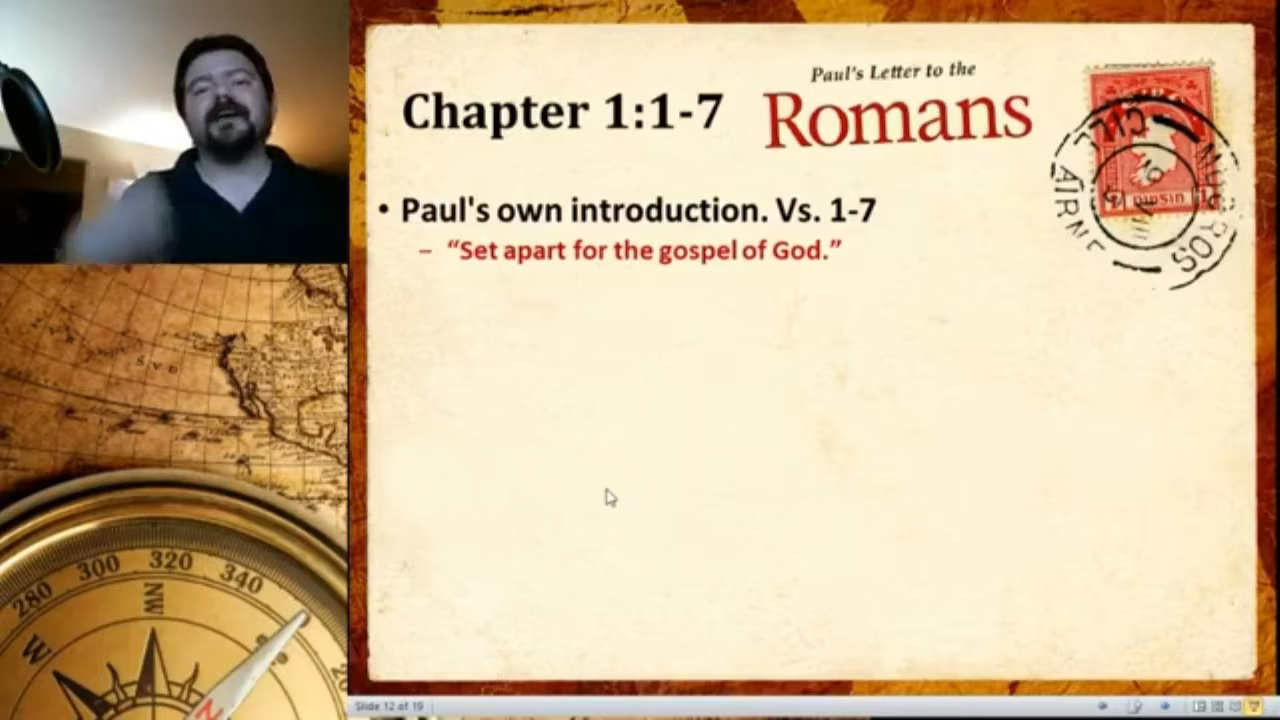 Paul's Letter to the
Romans
Chapter 1:1-7
• Paul's own introduction. Vs. 1-7
– “Set apart for the gospel of God.”
S V D
280 300 320 340
W NW
N
Slide 12 of 19